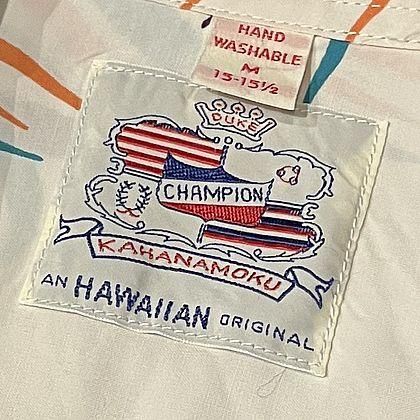 HAND
WASHABLE
M
15-15½
DUKE
CHAMPION
KAHANAMOKU
AN HAWAIIAN ORIGINAL